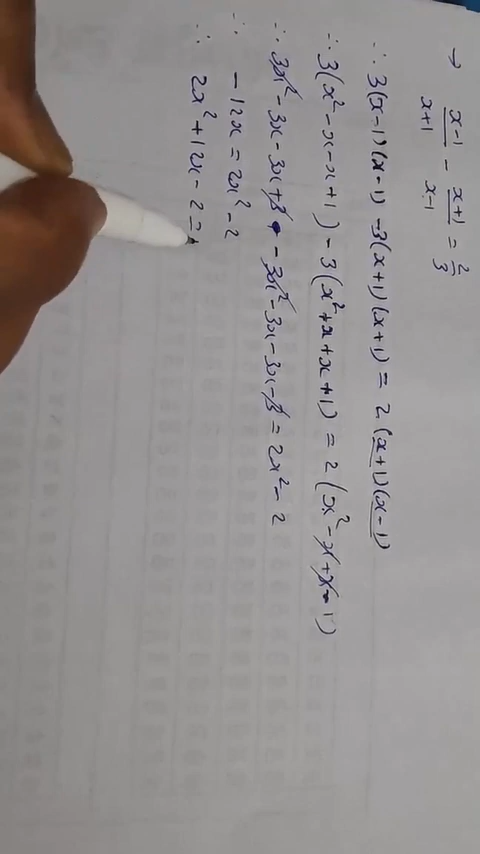 → x-1/x+1 - x+1/x-1 = 2/3
∴ 3(x-1)(x-1) -3(x+1)(x+1) = 2(x+1)(x-1)
∴ 3(x²-x-x+1) - 3(x²+x+x+1) = 2(x²-x+x-1)
∴ 3x²-3x-3x+3 - 3x²-3x-3x-3 = 2x²-2
∴ -12x = 2x²-2
∴ 2x²+12x-2=